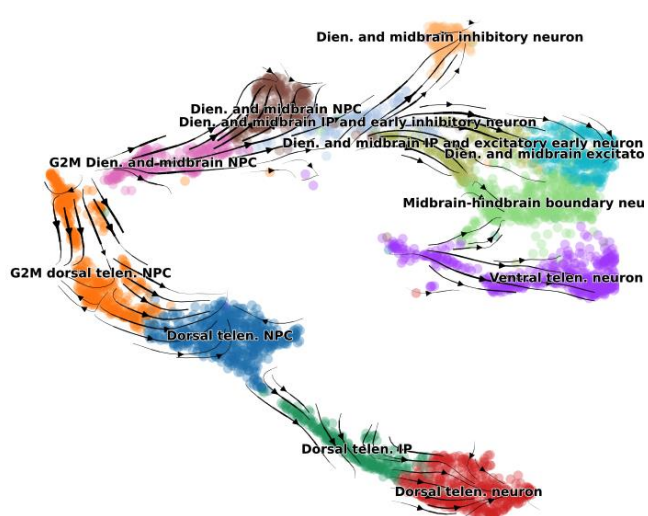 Dien. and midbrain inhibitory neuron
Dien. and midbrain NPC
Dien. and midbrain IP and early inhibitory neuron
Dien. and midbrain IP and excitatory early neuron
Dien. and midbrain excitato
G2M Dien. and midbrain NPC
Midbrain-hindbrain boundary neu
G2M dorsal telen. NPC
Ventral telen. neuron
Dorsal telen. NPC
Dorsal telen. IP
Dorsal telen. neuron